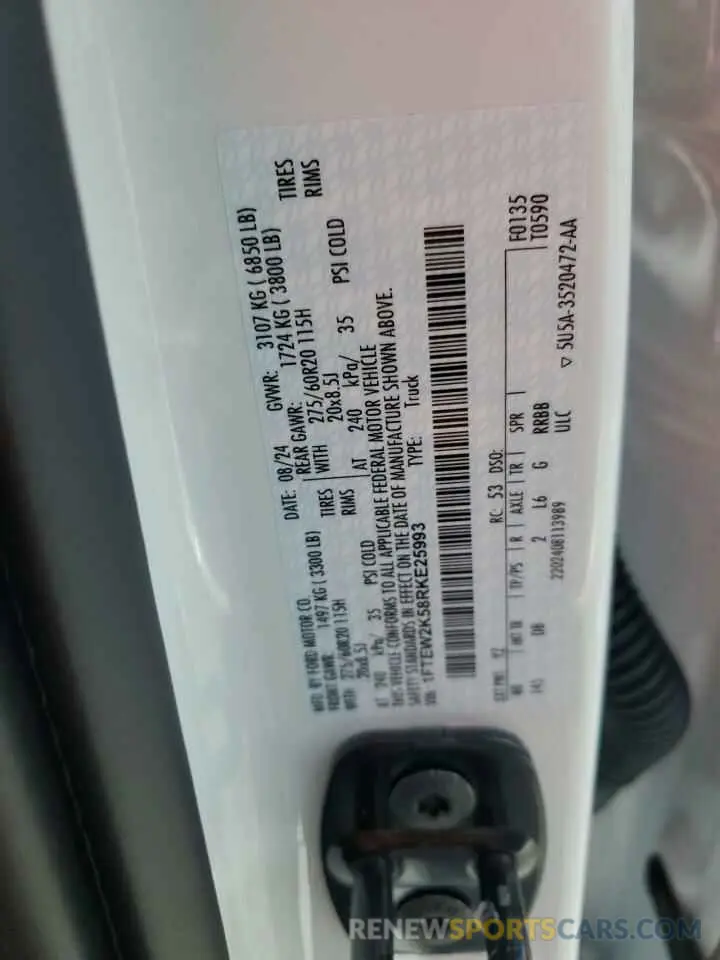 MFD. BY FORD MOTOR CO.
DATE: 08/24 GVWR: 3107 KG ( 6850 LB)
FRONT GAWR: 1497 KG ( 3300 LB) REAR GAWR: 1724 KG ( 3800 LB)
WITH 275/60R20 115H TIRES WITH 275/60R20 115H TIRES
20x8.5J RIMS 20x8.5J RIMS
AT 240 kPa/ 35 PSI COLD AT 240 kPa/ 35 PSI COLD
THIS VEHICLE CONFORMS TO ALL APPLICABLE FEDERAL MOTOR VEHICLE
SAFETY STANDARDS IN EFFECT ON THE DATE OF MANUFACTURE SHOWN ABOVE.
VIN: 1FTEW2K58RKE25993 TYPE: Truck
EXT PNT: YZ RC: 53 DSO: F0135
WB INT TR TP/PS R AXLE TR SPR T0590
145 DB 2 L6 G RRBB
2202408113989 ULC ▽ 5U5A-3520472-AA
RENEWSPORTSCARS.COM